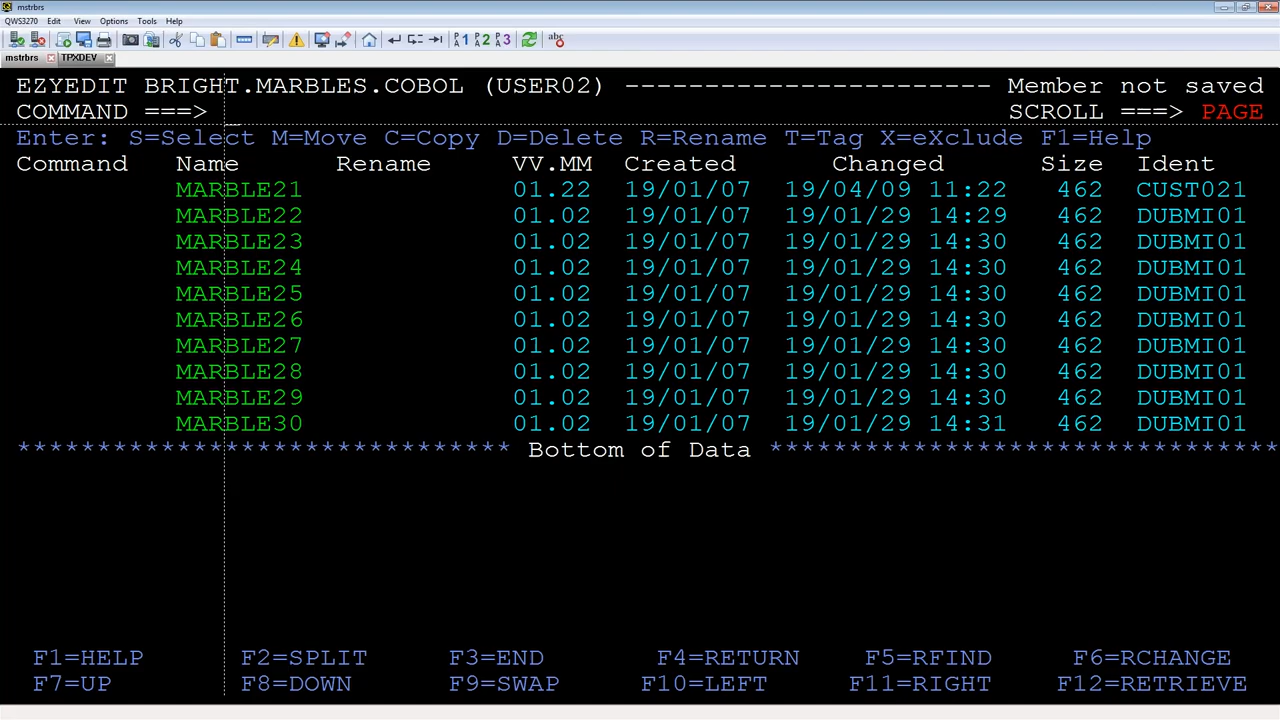 mstrbrs
QWS3270 Edit View Options Tools Help
PA1 PA2 PA3 abc
mstrbrs TPXDEV
EZYEDIT BRIGHT.MARBLES.COBOL (USER02) ----------------------- Member not saved
COMMAND ===> SCROLL ===> PAGE
Enter: S=Select M=Move C=Copy D=Delete R=Rename T=Tag X=eXclude F1=Help
Command Name Rename VV.MM Created Changed Size Ident
MARBLE21 01.22 19/01/07 19/04/09 11:22 462 CUST021
MARBLE22 01.02 19/01/07 19/01/29 14:29 462 DUBMI01
MARBLE23 01.02 19/01/07 19/01/29 14:30 462 DUBMI01
MARBLE24 01.02 19/01/07 19/01/29 14:30 462 DUBMI01
MARBLE25 01.02 19/01/07 19/01/29 14:30 462 DUBMI01
MARBLE26 01.02 19/01/07 19/01/29 14:30 462 DUBMI01
MARBLE27 01.02 19/01/07 19/01/29 14:30 462 DUBMI01
MARBLE28 01.02 19/01/07 19/01/29 14:30 462 DUBMI01
MARBLE29 01.02 19/01/07 19/01/29 14:30 462 DUBMI01
MARBLE30 01.02 19/01/07 19/01/29 14:31 462 DUBMI01
******************************* Bottom of Data ********************************
F1=HELP F2=SPLIT F3=END F4=RETURN F5=RFIND F6=RCHANGE
F7=UP F8=DOWN F9=SWAP F10=LEFT F11=RIGHT F12=RETRIEVE